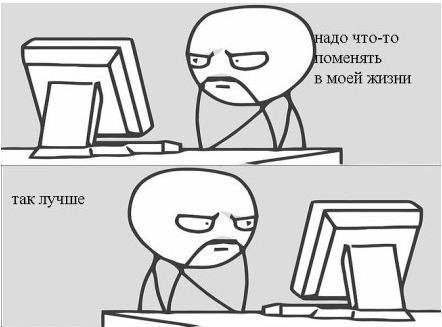 надо что-то
поменять
в моей жизни
так лучше